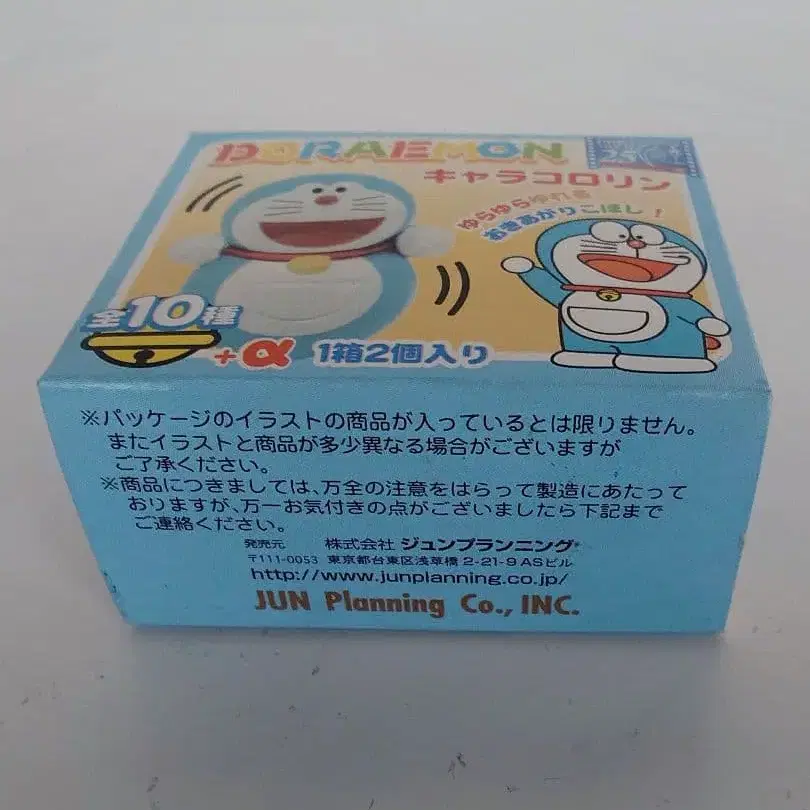 DORAEMON
25
キャラコロリン
ゆらゆらゆれる
おきあがりこぼし!
全10種
+α 1箱2個入り
※パッケージのイラストの商品が入っているとは限りません。
またイラストと商品が多少異なる場合がございますが
ご了承ください。
※商品につきましては、万全の注意をはらって製造にあたって
おりますが、万一お気付きの点がございましたら下記まで
ご連絡ください。
発売元 株式会社 ジュンプランニング
〒111-0053 東京都台東区浅草橋2-21-9 ASビル
http://www.junplanning.co.jp/
JUN Planning Co., INC.